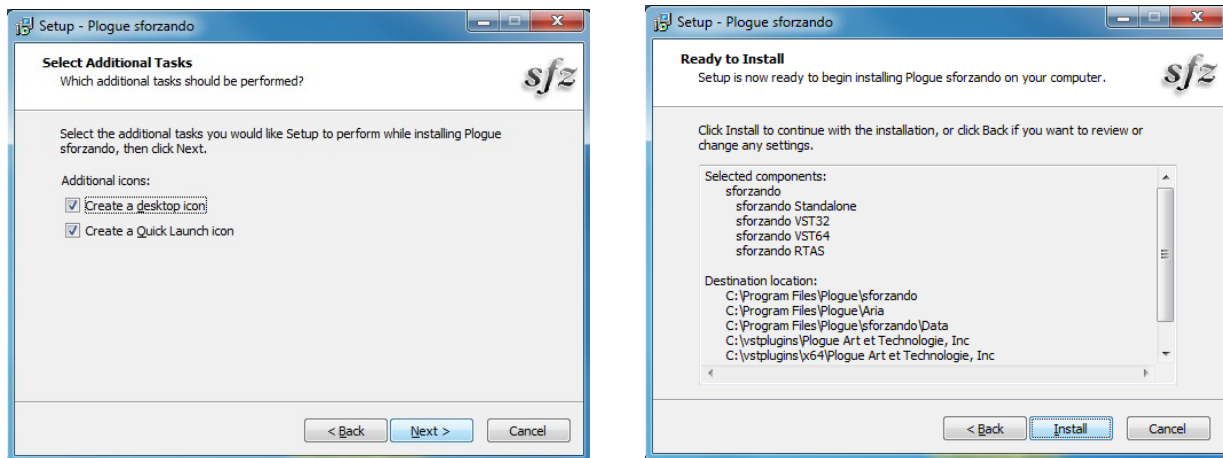 Setup - Plogue sforzando
Select Additional Tasks
Which additional tasks should be performed?
sfz
Select the additional tasks you would like Setup to perform while installing Plogue
sforzando, then click Next.
Additional icons:
Create a desktop icon
Create a Quick Launch icon
< Back
Next >
Cancel
Setup - Plogue sforzando
Ready to Install
Setup is now ready to begin installing Plogue sforzando on your computer.
sfz
Click Install to continue with the installation, or click Back if you want to review or
change any settings.
Selected components:
sforzando
sforzando Standalone
sforzando VST32
sforzando VST64
sforzando RTAS
Destination location:
C:\Program Files\Plogue\sforzando
C:\Program Files\Plogue\Aria
C:\Program Files\Plogue\sforzando\Data
C:\vstplugins\Plogue Art et Technologie, Inc
C:\vstplugins\x64\Plogue Art et Technologie, Inc
< Back
Install
Cancel